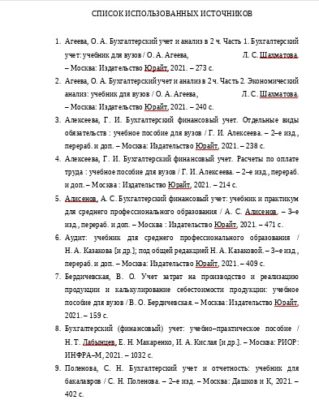 СПИСОК ИСПОЛЬЗОВАННЫХ ИСТОЧНИКОВ
1. Агеева, О. А. Бухгалтерский учет и анализ в 2 ч. Часть 1. Бухгалтерский
учет: учебник для вузов / О. А. Агеева, Л. С. Шахматова.
– Москва: Издательство Юрайт, 2021. – 273 с.
2. Агеева, О. А. Бухгалтерский учет и анализ в 2 ч. Часть 2. Экономический
анализ: учебник для вузов / О. А. Агеева, Л. С. Шахматова.
– Москва: Издательство Юрайт, 2021. – 240 с.
3. Алексеева, Г. И. Бухгалтерский финансовый учет. Отдельные виды
обязательств : учебное пособие для вузов / Г. И. Алексеева. – 2–е изд.,
перераб. и доп. – Москва: Издательство Юрайт, 2021. – 238 с.
4. Алексеева, Г. И. Бухгалтерский финансовый учет. Расчеты по оплате
труда : учебное пособие для вузов / Г. И. Алексеева. – 2–е изд., перераб.
и доп. – Москва: Издательство Юрайт, 2021. – 214 с.
5. Алисенов, А. С. Бухгалтерский финансовый учет: учебник и практикум
для среднего профессионального образования / А. С. Алисенов. – 3–е
изд., перераб. и доп. – Москва : Издательство Юрайт, 2021. – 471 с.
6. Аудит: учебник для среднего профессионального образования /
Н. А. Казакова [и др.]; под общей редакцией Н. А. Казаковой. – 3–е изд.,
перераб. и доп. – Москва: Издательство Юрайт, 2021. – 409 с.
7. Бердичевская, В. О. Учет затрат на производство и реализацию
продукции и калькулирование себестоимости продукции: учебное
пособие для вузов / В. О. Бердичевская. – Москва: Издательство Юрайт,
2021. – 159 с.
8. Бухгалтерский (финансовый) учет: учебно–практическое пособие /
Н. Т. Лабынцев, Е. Н. Макаренко, И. А. Кислая [и др.]. – Москва: РИОР:
ИНФРА–М, 2021. – 1032 с.
9. Поленова, С. Н. Бухгалтерский учет и отчетность: учебник для
бакалавров / С. Н. Поленова. – 2–е изд. – Москва: Дашков и К, 2021. –
402 с.